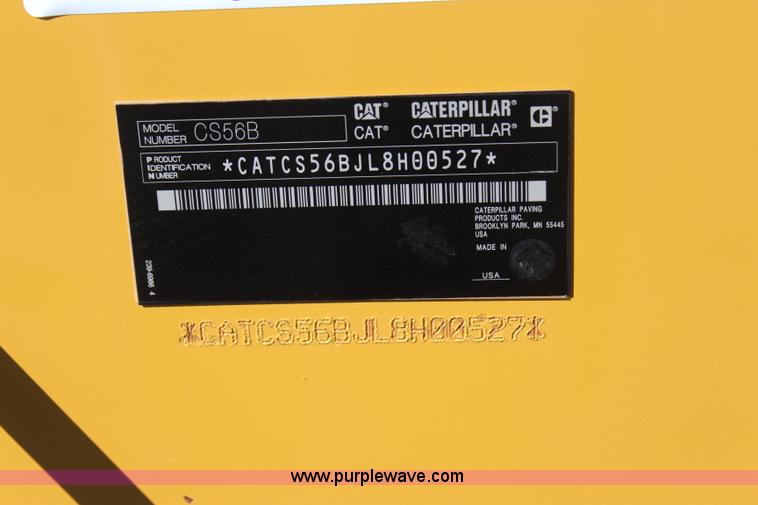 CAT® CATERPILLAR® C
MODEL NUMBER CS56B CAT® CATERPILLAR®
PRODUCT
IDENTIFICATION
NUMBER
*CATCS56BJL8H00527*
CATERPILLAR PAVING
PRODUCTS INC.
BROOKLYN PARK, MN 55445
USA
MADE IN
USA
*CATCS56BJL8H00527*
www.purplewave.com